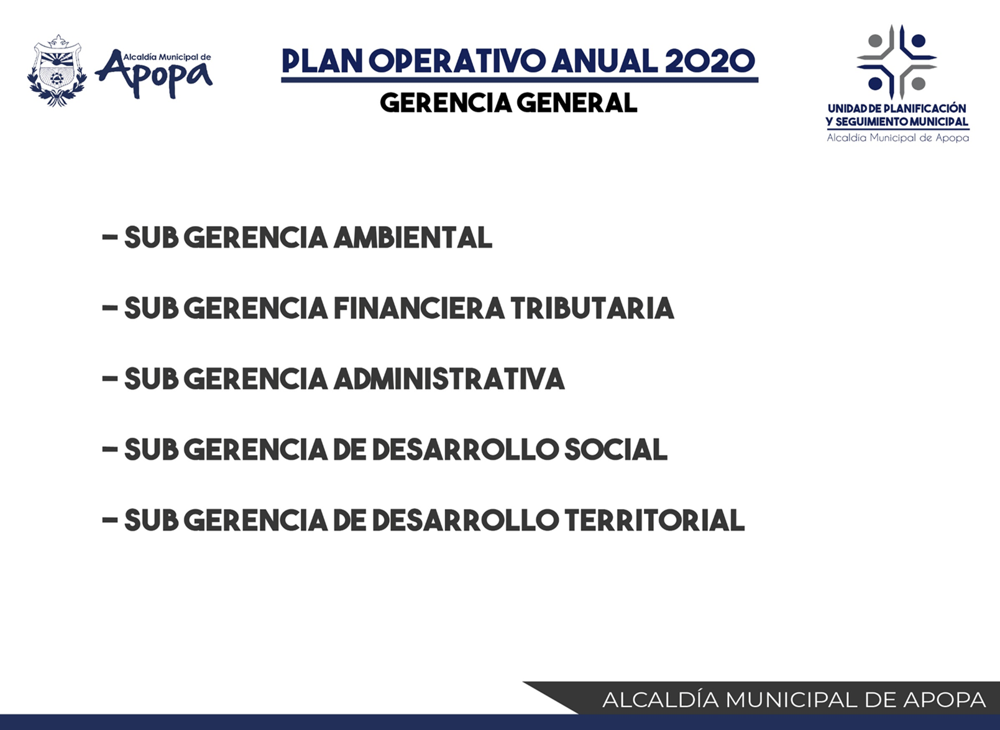 Alcaldía Municipal de
Apopa
PLAN OPERATIVO ANUAL 2020
GERENCIA GENERAL
UNIDAD DE PLANIFICACIÓN
Y SEGUIMIENTO MUNICIPAL
Alcaldía Municipal de Apopa
- SUB GERENCIA AMBIENTAL
- SUB GERENCIA FINANCIERA TRIBUTARIA
- SUB GERENCIA ADMINISTRATIVA
- SUB GERENCIA DE DESARROLLO SOCIAL
- SUB GERENCIA DE DESARROLLO TERRITORIAL
ALCALDÍA MUNICIPAL DE APOPA